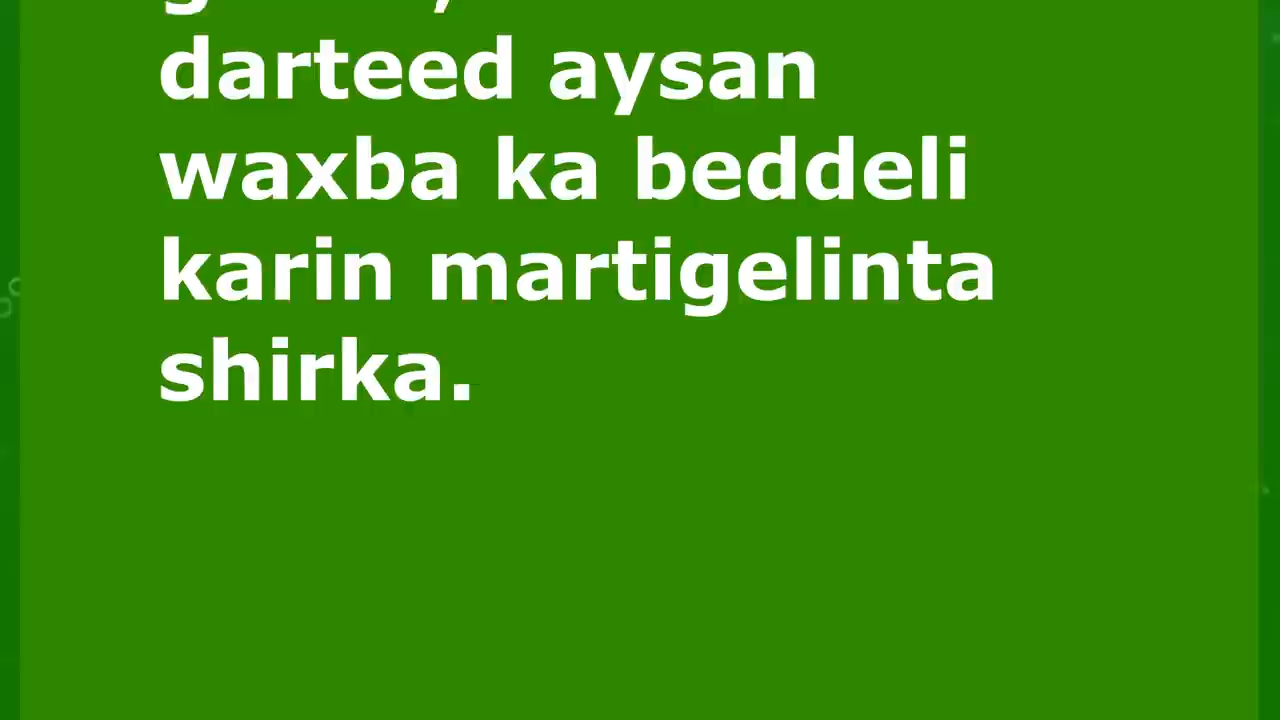 darteed aysan
waxba ka beddeli
karin martigelinta
shirka.